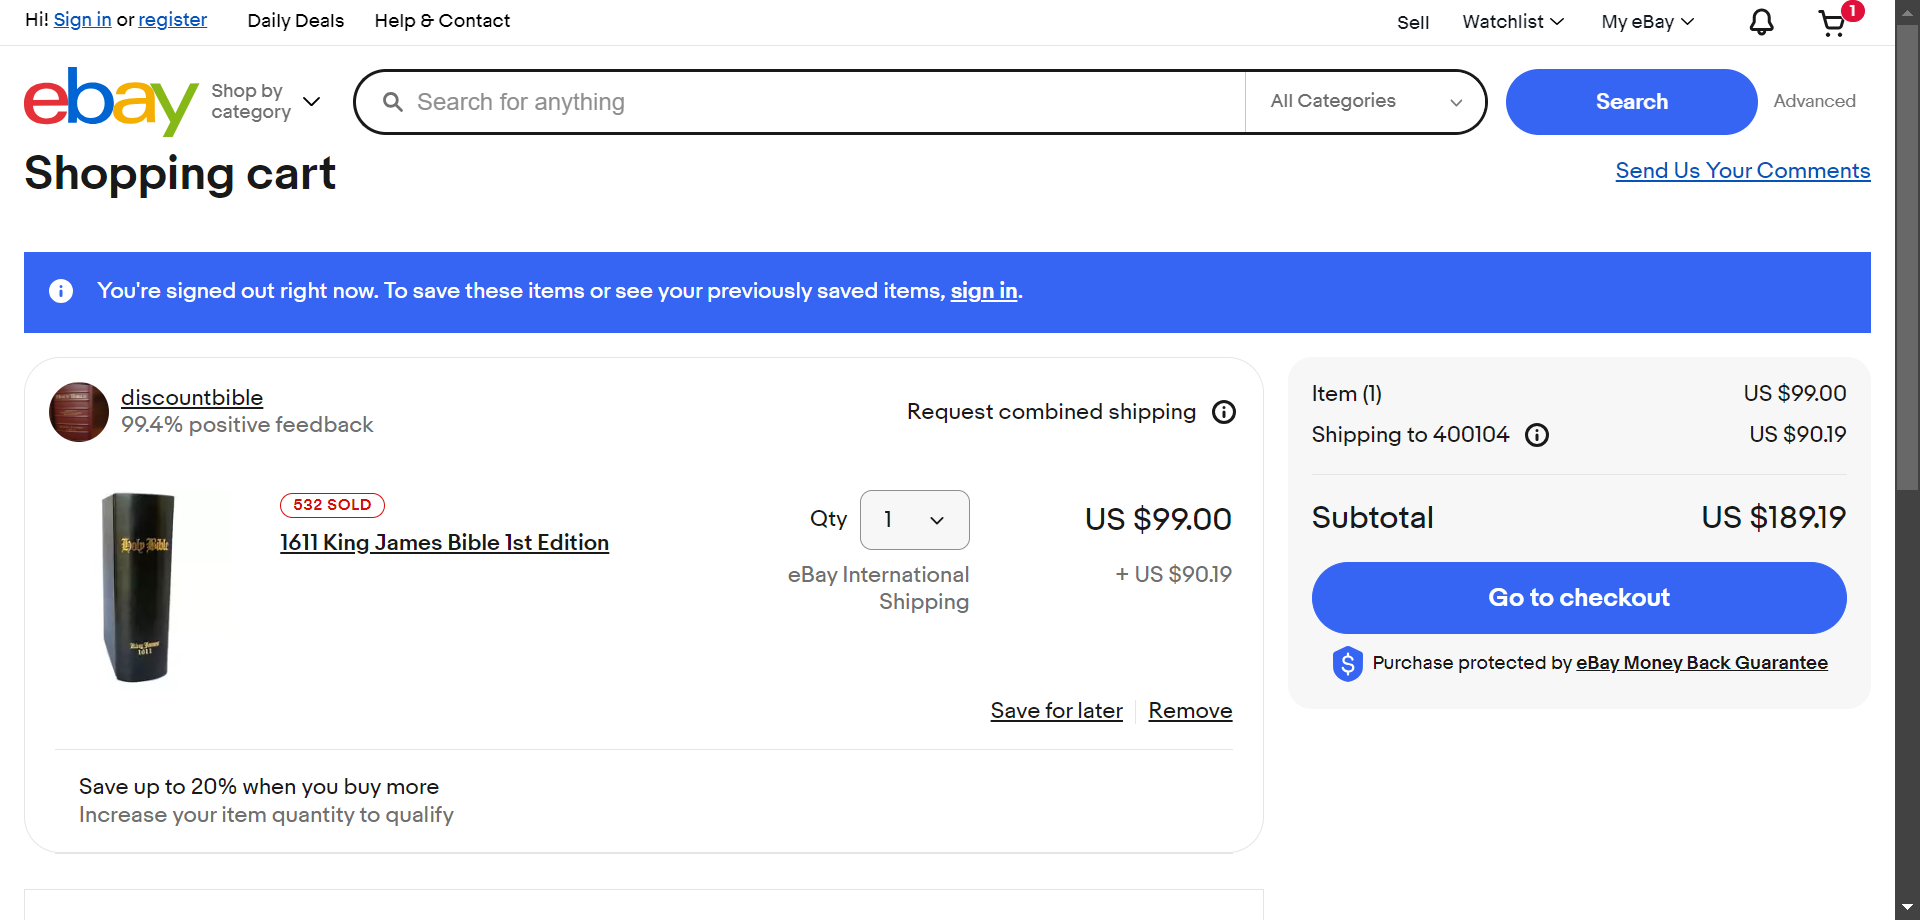 Hi! Sign in or register
Daily Deals
Help & Contact
Sell
Watchlist
My eBay
1
ebay
Shop by
category
Search for anything
All Categories
Search
Advanced
Shopping cart
Send Us Your Comments
You're signed out right now. To save these items or see your previously saved items, sign in.
discountbible
99.4% positive feedback
Request combined shipping
Holy Bible
King James
1611
532 SOLD
1611 King James Bible 1st Edition
Qty
1
US $99.00
eBay International
Shipping
+ US $90.19
Save for later
Remove
Save up to 20% when you buy more
Increase your item quantity to qualify
Item (1)
US $99.00
Shipping to 400104
US $90.19
Subtotal
US $189.19
Go to checkout
Purchase protected by eBay Money Back Guarantee